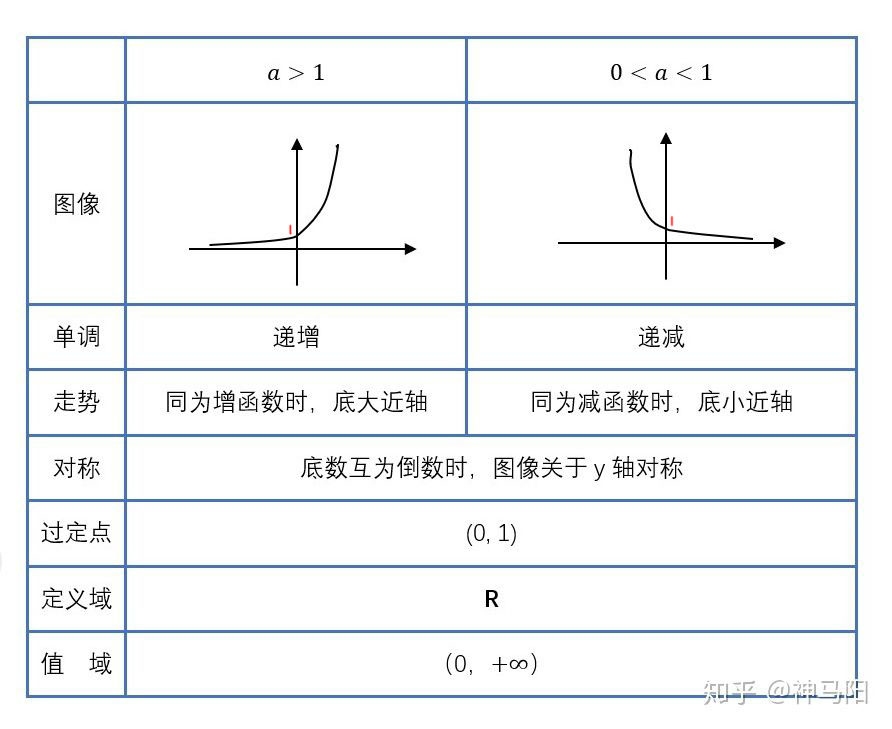 a > 1
0 < a < 1
图像
1
1
单调
递增
递减
走势
同为增函数时，底大近轴
同为减函数时，底小近轴
对称
底数互为倒数时，图像关于 y 轴对称
过定点
(0, 1)
定义域
R
值 域
（0，+∞）
知乎 @神马阳